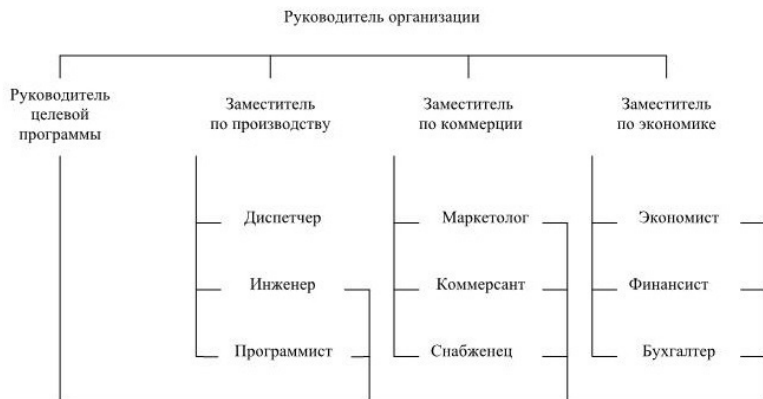 Руководитель организации
Руководитель
целевой
программы
Заместитель
по производству
Заместитель
по коммерции
Заместитель
по экономике
Диспетчер
Маркетолог
Экономист
Инженер
Коммерсант
Финансист
Программист
Снабженец
Бухгалтер